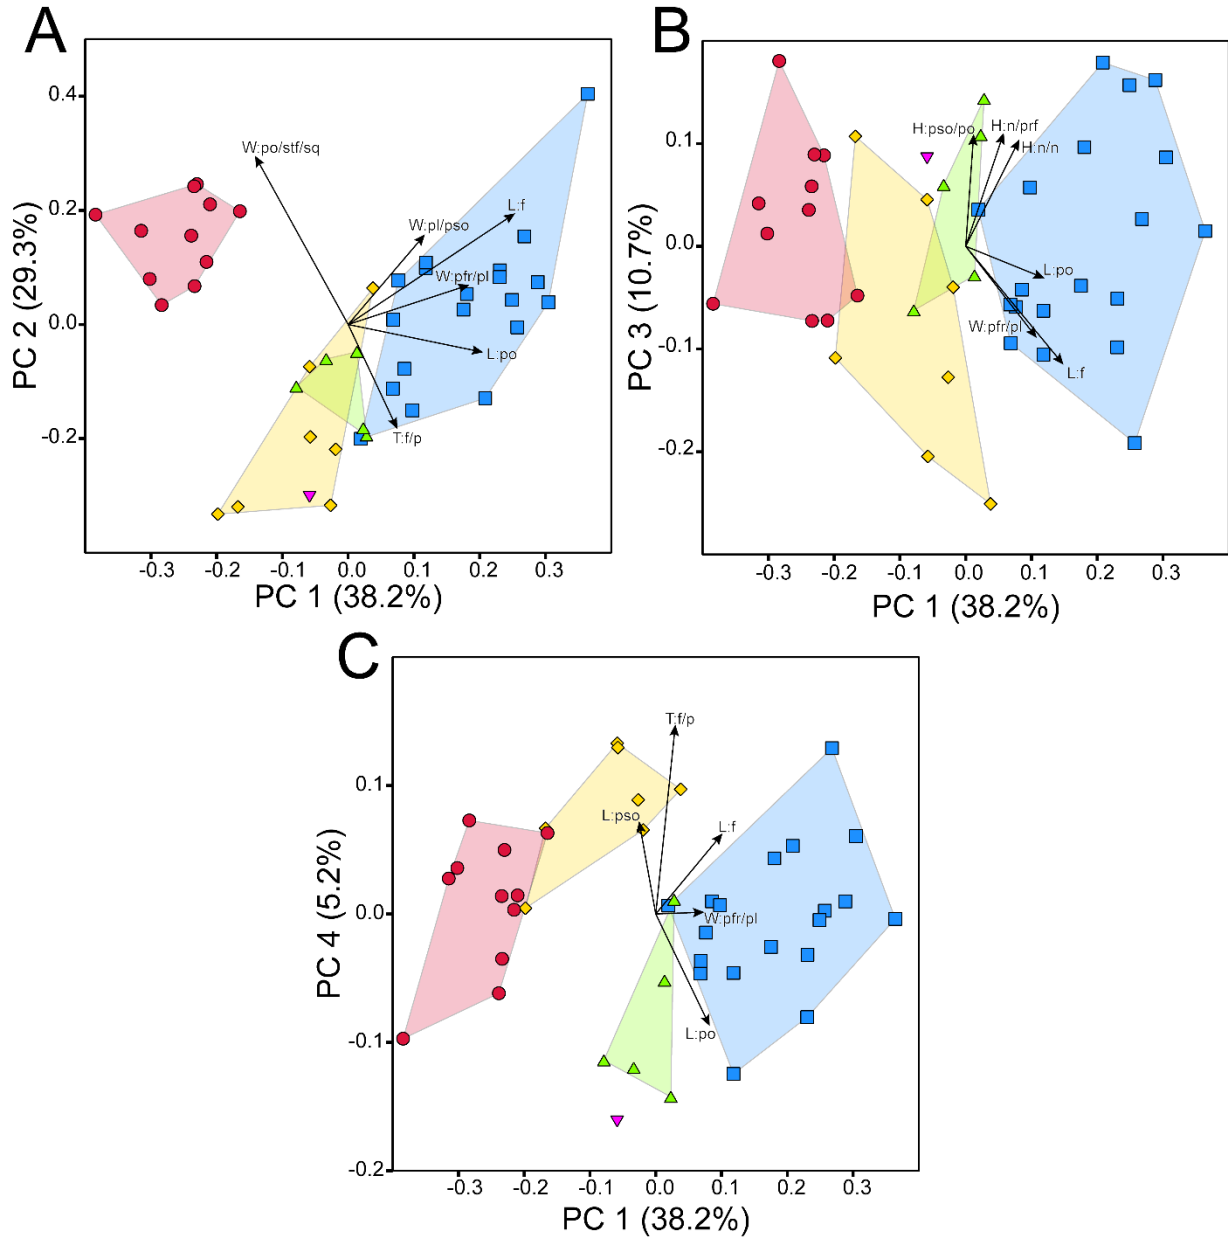 A
PC 2 (29.3%)
0.4
0.2
0.0
-0.2
W:po/stf/sq
W:pl/pso
L:f
W:pfr/pl
L:po
T:f/p
-0.3 -0.2 -0.1 0.0 0.1 0.2 0.3
PC 1 (38.2%)
B
PC 3 (10.7%)
0.1
0.0
-0.1
-0.2
H:pso/po
H:n/prf
H:n/n
L:po
W:pfr/pl
L:f
-0.3 -0.2 -0.1 0.0 0.1 0.2 0.3
PC 1 (38.2%)
C
PC 4 (5.2%)
0.1
0.0
-0.1
-0.2
T:f/p
L:pso
L:f
W:pfr/pl
L:po
-0.3 -0.2 -0.1 0.0 0.1 0.2 0.3
PC 1 (38.2%)